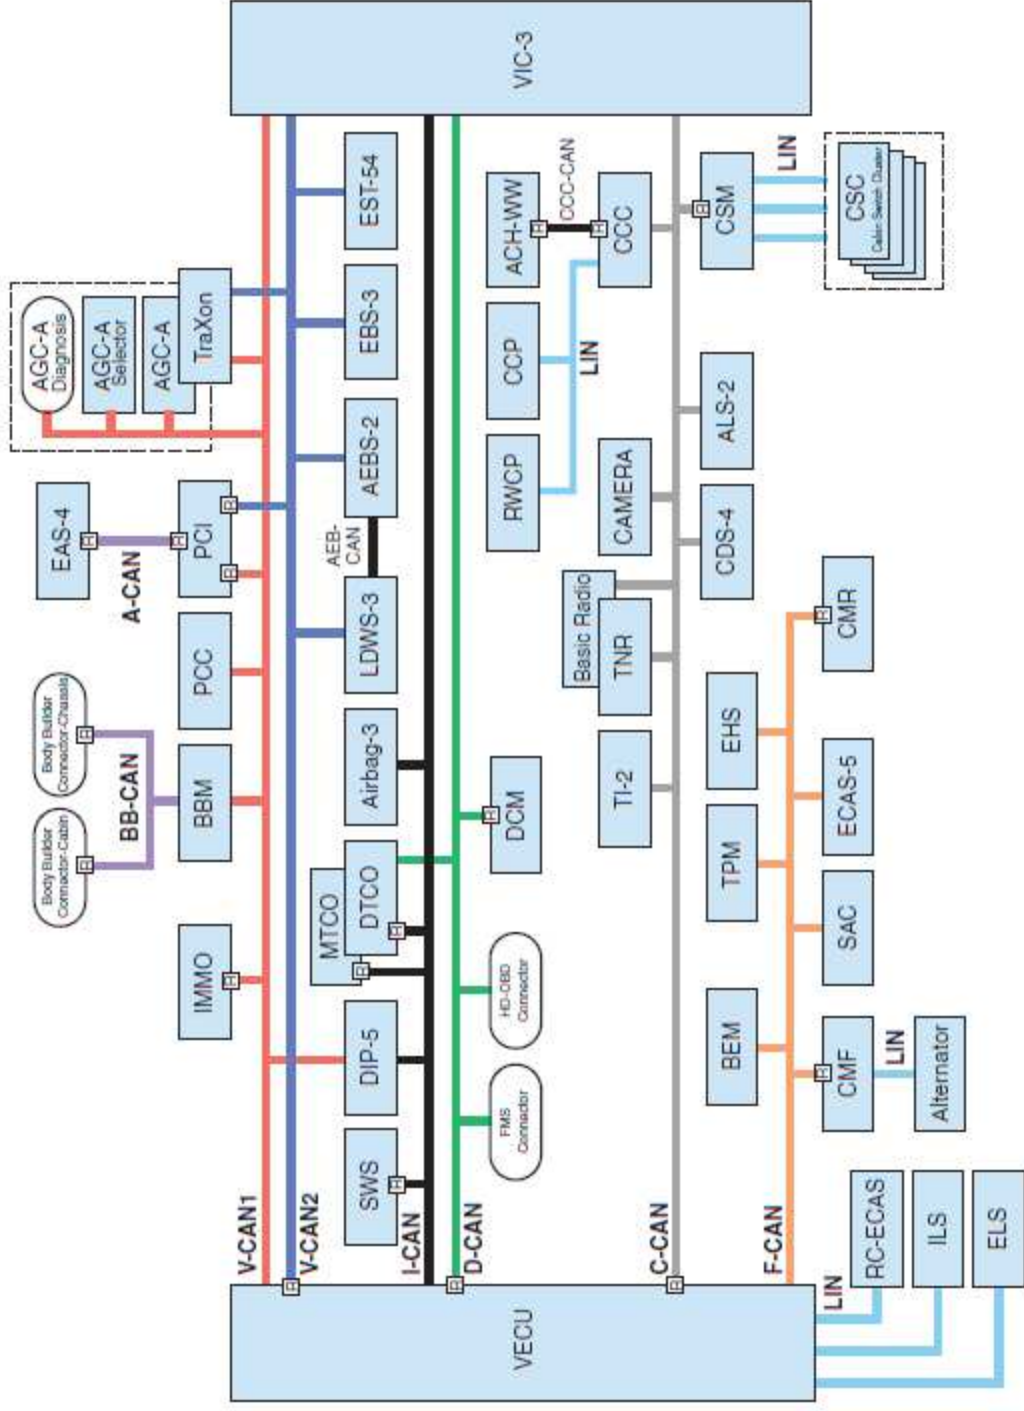 AGC-A
Diagnosis
AGC-A
Selector
AGC-A
TraXon
EAS-4
A-CAN
PCI
R
R
R
R
Body Builder
Connector-Chassis
R
Body Builder
Connector-Cabin
R
BB-CAN
PCC
BBM
IMMO
R
V-CAN1
V-CAN2
R
VIC-3
VECU
EST-54
EBS-3
AEBS-2
AEB-
CAN
LDWS-3
Airbag-3
MTCO
R
DTCO
R
DIP-5
SWS
R
I-CAN
D-CAN
R
DCM
R
HD-OBD
Connector
FMS
Connector
ACH-WW
R
CCC-CAN
R
CCC
CCP
LIN
RWCP
CAMERA
Basic Radio
TNR
TI-2
C-CAN
R
CSM
R
LIN
CSC
Cabin Switch Cluster
ALS-2
CDS-4
EHS
TPM
BEM
F-CAN
CMR
R
ECAS-5
SAC
CMF
R
LIN
Alternator
LIN
RC-ECAS
ILS
ELS